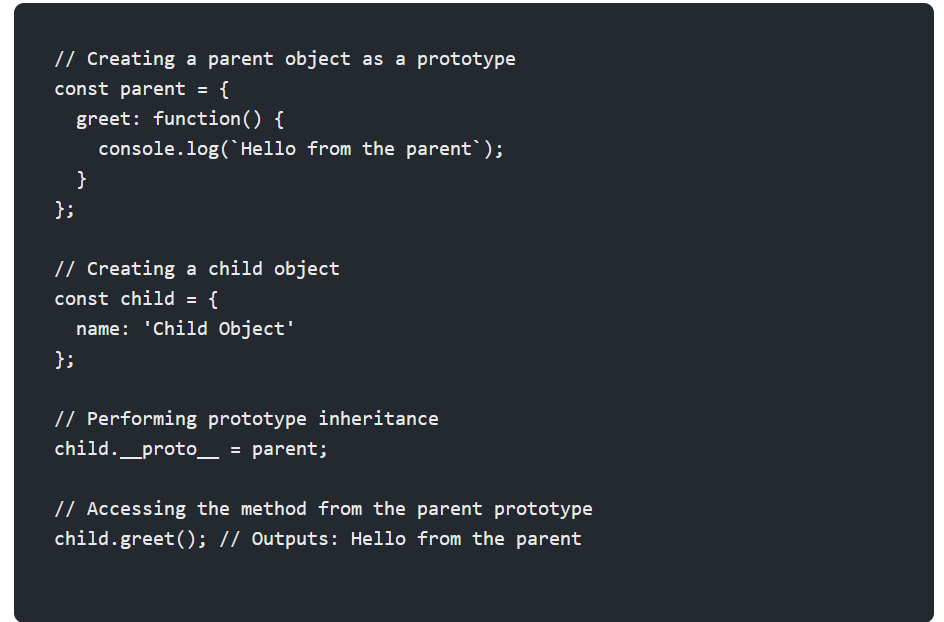 // Creating a parent object as a prototype
const parent = {
  greet: function() {
    console.log(`Hello from the parent`);
  }
};

// Creating a child object
const child = {
  name: 'Child Object'
};

// Performing prototype inheritance
child.__proto__ = parent;

// Accessing the method from the parent prototype
child.greet(); // Outputs: Hello from the parent